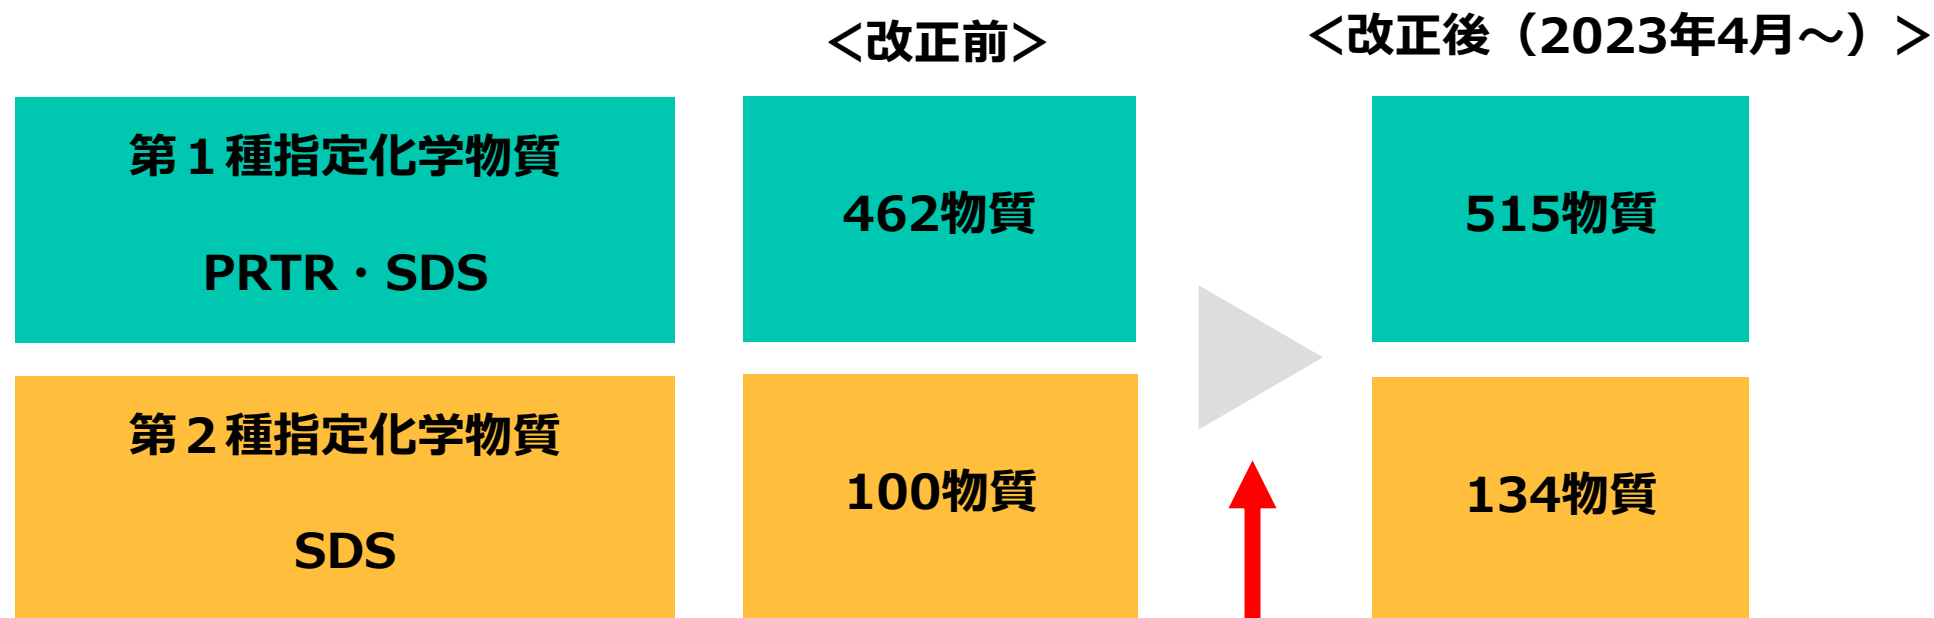 ＜改正前＞
＜改正後（2023年4月～）＞
第１種指定化学物質
PRTR・SDS
462物質
515物質
第２種指定化学物質
SDS
100物質
134物質